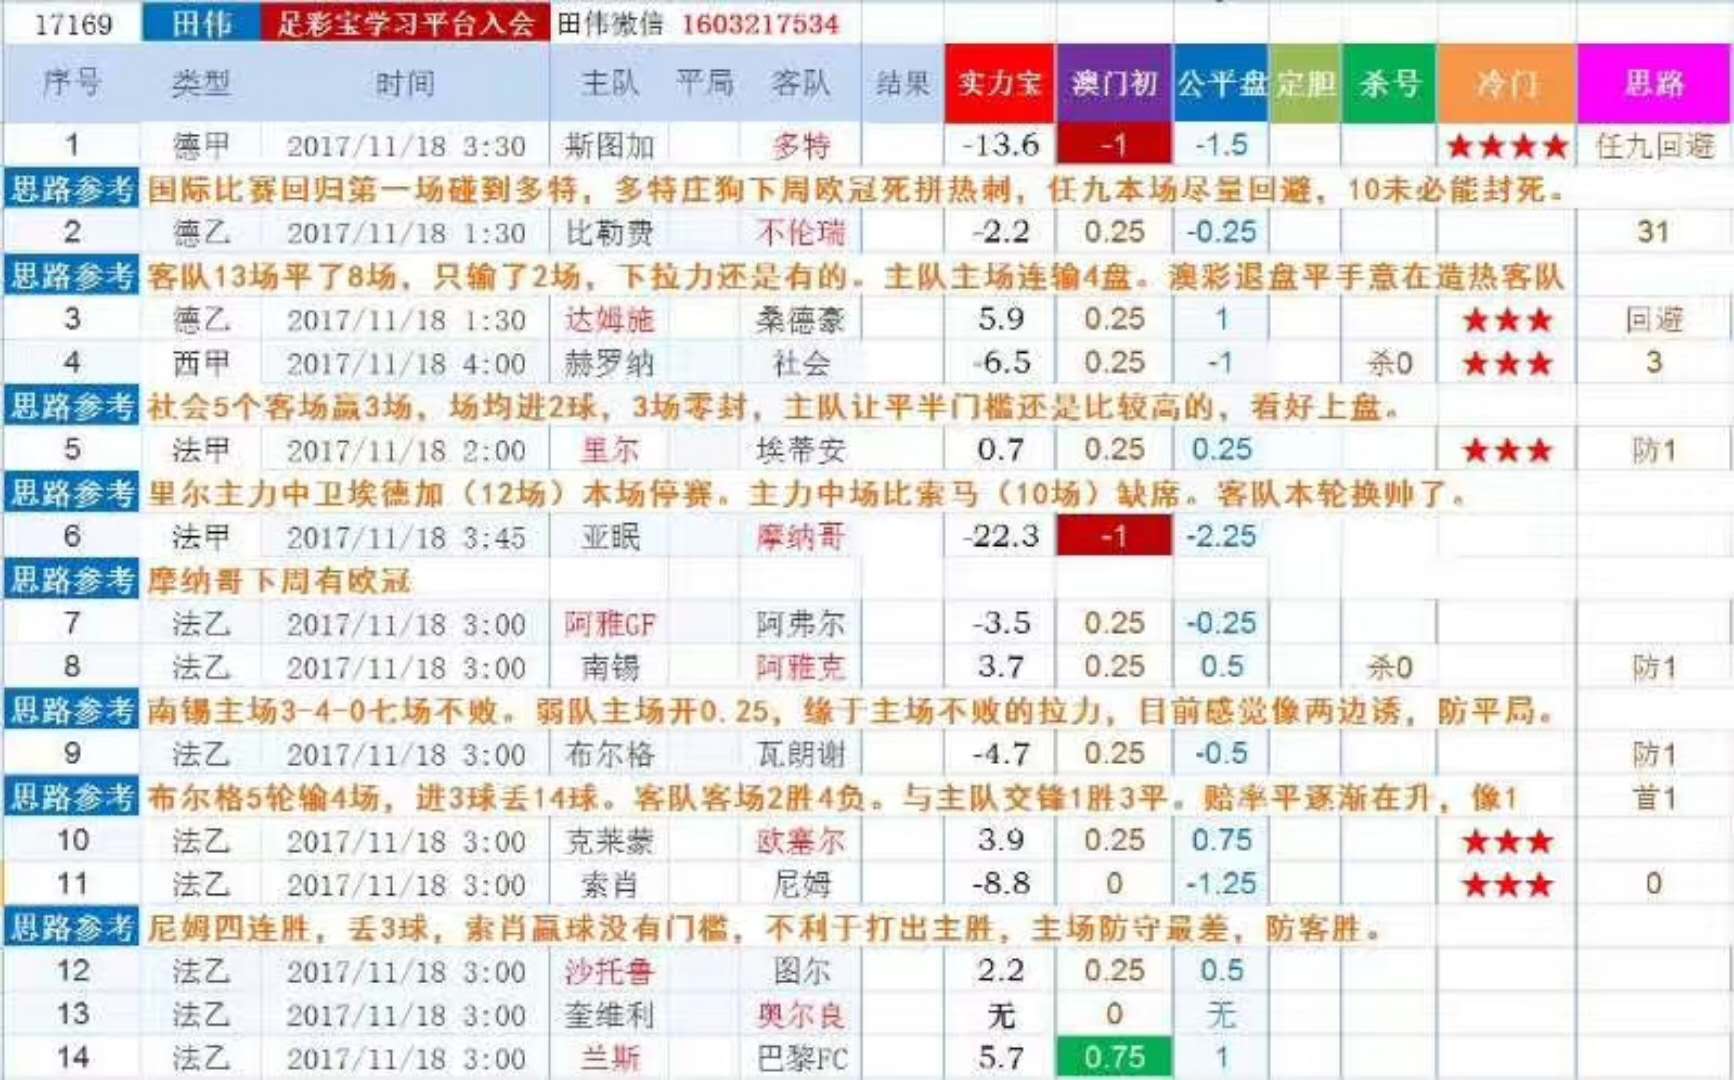 17169 田伟 足彩宝学习平台入会 田伟微信 1603217534
序号 类型 时间 主队 平局 客队 结果 实力宝 澳门初 公平盘 定胆 杀号 冷门 思路
1 德甲 2017/11/18 3:30 斯图加 多特 -13.6 -1 -1.5 ★★★★ 任九回避
思路参考 国际比赛回归第一场碰到多特，多特庄狗下周欧冠死拼热刺，任九本场尽量回避，10未必能封死。
2 德乙 2017/11/18 1:30 比勒费 不伦瑞 -2.2 0.25 -0.25 31
思路参考 客队13场平了8场，只输了2场，下拉力还是有的。主队主场连输4盘。澳彩退盘平手意在造热客队
3 德乙 2017/11/18 1:30 达姆施 桑德豪 5.9 0.25 1 ★★★ 回避
4 西甲 2017/11/18 4:00 赫罗纳 社会 -6.5 0.25 -1 杀0 ★★★ 3
思路参考 社会5个客场赢3场，场均进2球，3场零封，主队让平半门槛还是比较高的，看好上盘。
5 法甲 2017/11/18 2:00 里尔 埃蒂安 0.7 0.25 0.25 ★★★ 防1
思路参考 里尔主力中卫埃德加（12场）本场停赛。主力中场比索马（10场）缺席。客队本轮换帅了。
6 法甲 2017/11/18 3:45 亚眠 摩纳哥 -22.3 -1 -2.25
思路参考 摩纳哥下周有欧冠
7 法乙 2017/11/18 3:00 阿雅GF 阿弗尔 -3.5 0.25 -0.25
8 法乙 2017/11/18 3:00 南锡 阿雅克 3.7 0.25 0.5 杀0 防1
思路参考 南锡主场3-4-0七场不败。弱队主场开0.25，缘于主场不败的拉力，目前感觉像两边诱，防平局。
9 法乙 2017/11/18 3:00 布尔格 瓦朗谢 -4.7 0.25 -0.5 防1
思路参考 布尔格5轮输4场，进3球丢14球。客队客场2胜4负。与主队交锋1胜3平。赔率平逐渐在升，像1 首1
10 法乙 2017/11/18 3:00 克莱蒙 欧塞尔 3.9 0.25 0.75 ★★★
11 法乙 2017/11/18 3:00 索肖 尼姆 -8.8 0 -1.25 ★★★ 0
思路参考 尼姆四连胜，丢3球，索肖赢球没有门槛，不利于打出主胜，主场防守最差，防客胜。
12 法乙 2017/11/18 3:00 沙托鲁 图尔 2.2 0.25 0.5
13 法乙 2017/11/18 3:00 奎维利 奥尔良 无 0 无
14 法乙 2017/11/18 3:00 兰斯 巴黎FC 5.7 0.75 1